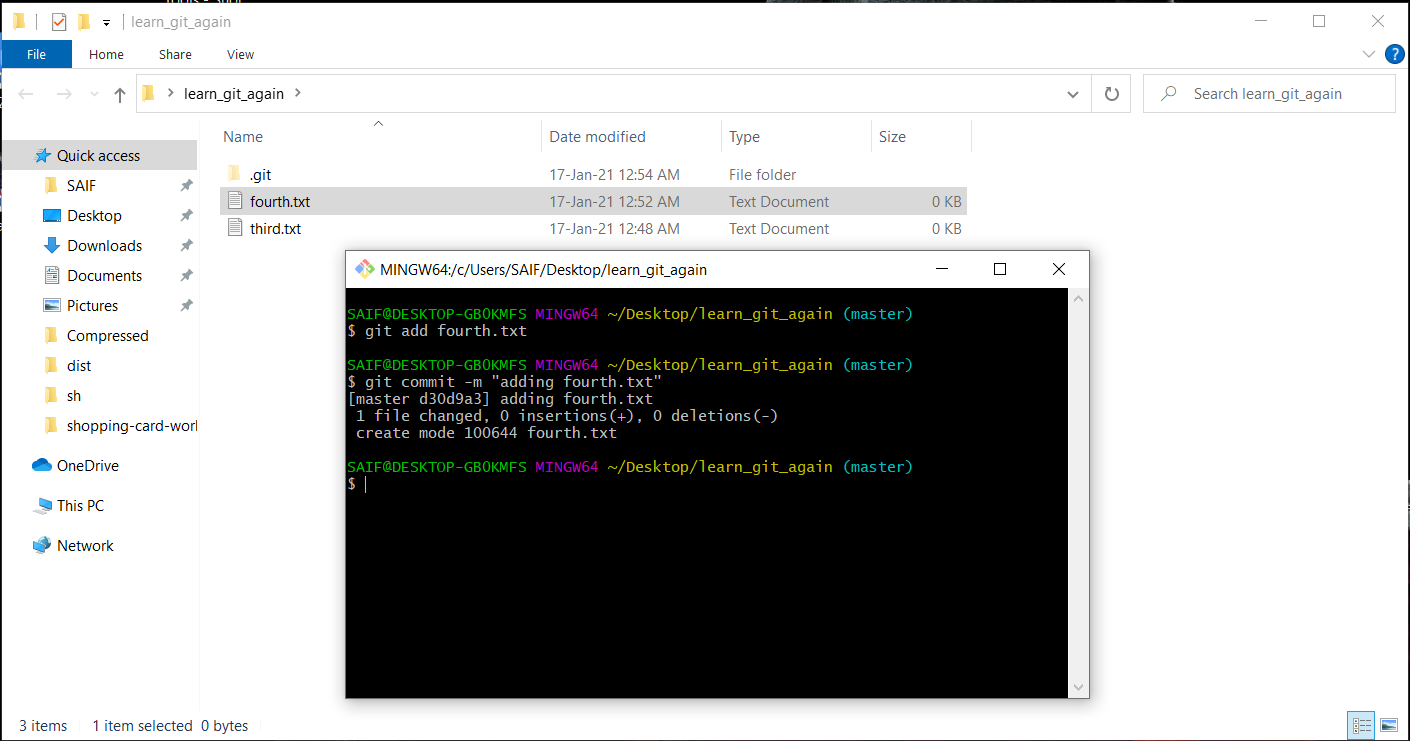 learn_git_again
File Home Share View
learn_git_again
Search learn_git_again
Name Date modified Type Size
Quick access
SAIF
Desktop
Downloads
Documents
Pictures
Compressed
dist
sh
shopping-card-worl
OneDrive
This PC
Network
.git 17-Jan-21 12:54 AM File folder
fourth.txt 17-Jan-21 12:52 AM Text Document 0 KB
third.txt 17-Jan-21 12:48 AM Text Document 0 KB
MINGW64:/c/Users/SAIF/Desktop/learn_git_again
SAIF@DESKTOP-GB0KMFS MINGW64 ~/Desktop/learn_git_again (master)
$ git add fourth.txt
SAIF@DESKTOP-GB0KMFS MINGW64 ~/Desktop/learn_git_again (master)
$ git commit -m "adding fourth.txt"
[master d30d9a3] adding fourth.txt
1 file changed, 0 insertions(+), 0 deletions(-)
create mode 100644 fourth.txt
SAIF@DESKTOP-GB0KMFS MINGW64 ~/Desktop/learn_git_again (master)
$
3 items 1 item selected 0 bytes